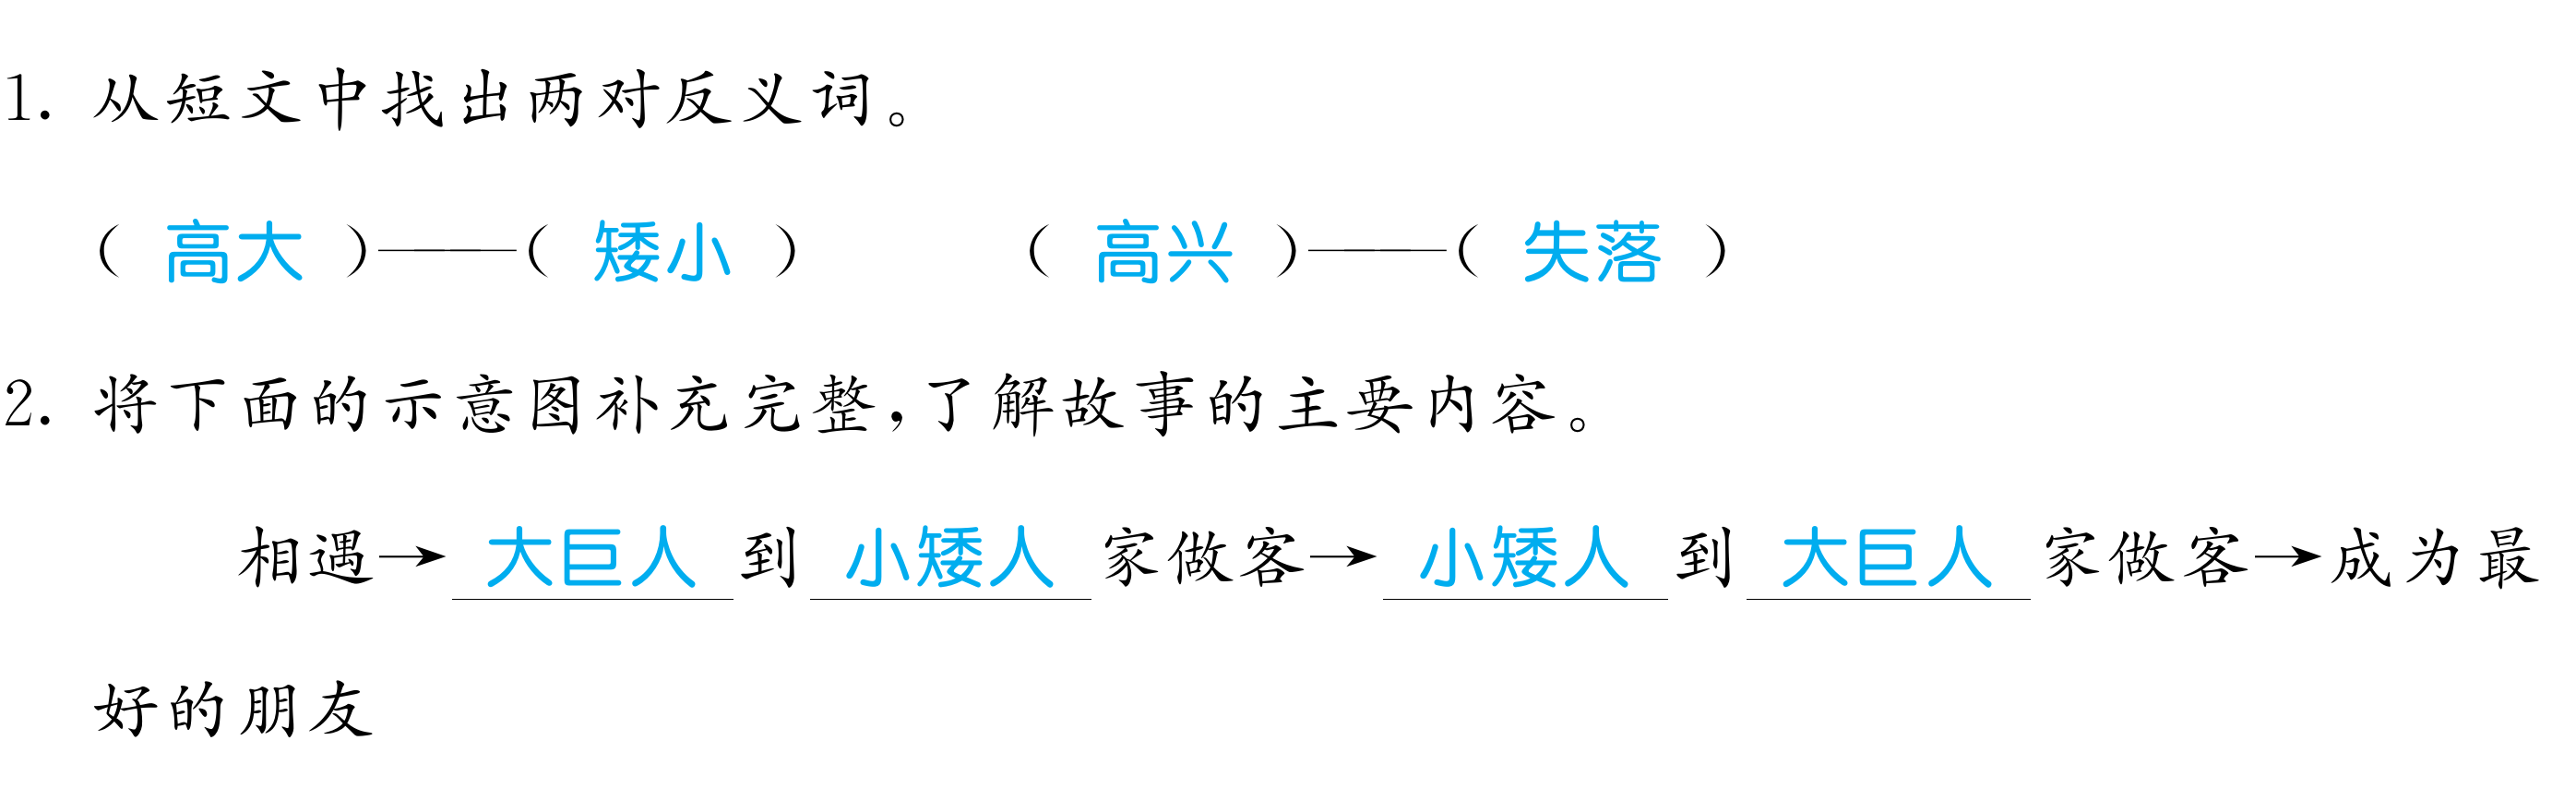 1. 从短文中找出两对反义词。
（ 高大 ）——（ 矮小 ） （ 高兴 ）——（ 失落 ）
2. 将下面的示意图补充完整,了解故事的主要内容。
相遇→ 大巨人 到 小矮人 家做客→ 小矮人 到 大巨人 家做客→成为最
好的朋友